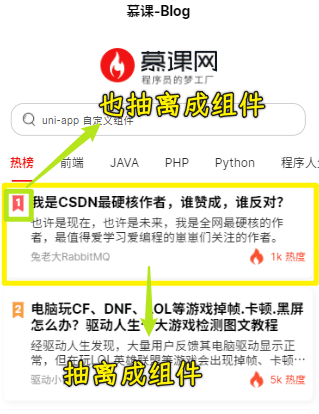 慕课-Blog
慕课网
程序员的梦工厂
也抽离成组件
uni-app 自定义组件
热榜 前端 JAVA PHP Python 程序人
1 我是CSDN最硬核作者，谁赞成，谁反对?
也许是现在，也许是未来，我是全网最硬核的作
者，最值得爱学习爱编程的崽崽们关注的作者。
兔老大RabbitMQ 1k 热度
2 电脑玩CF、DNF、LOL等游戏掉帧.卡顿.黑屏
怎么办？驱动人生 大游戏检测图文教程
经驱动人生发现，大量用户反馈其电脑驱动显示正
常，但在玩LOL英雄联盟等游戏会出现掉帧、卡顿…
抽离成组件
驱动小 5k 热度